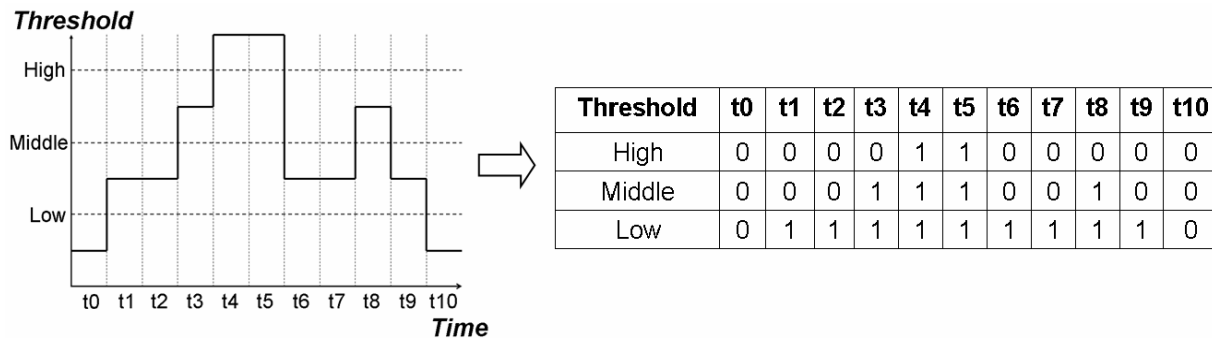 Threshold
High
Middle
Low
t0 t1 t2 t3 t4 t5 t6 t7 t8 t9 t10
Time
Threshold t0 t1 t2 t3 t4 t5 t6 t7 t8 t9 t10
High 0 0 0 0 1 1 0 0 0 0 0
Middle 0 0 0 1 1 1 0 0 1 0 0
Low 0 1 1 1 1 1 1 1 1 1 0